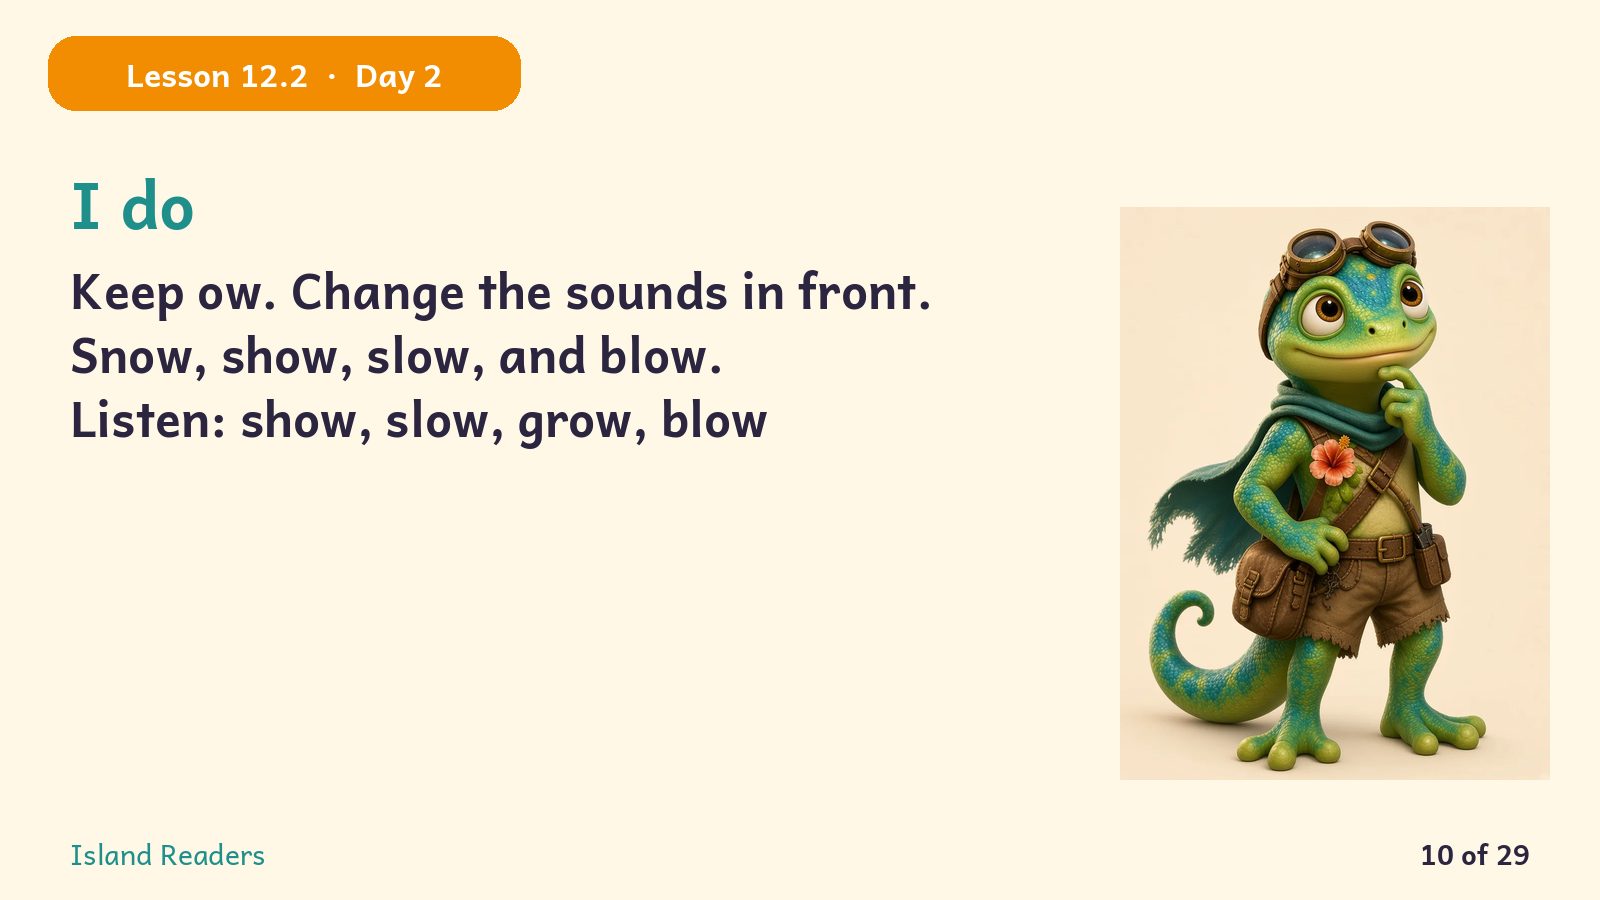 Lesson 12.2 · Day 2
I do
Keep ow. Change the sounds in front.
Snow, show, slow, and blow.
Listen: show, slow, grow, blow
Island Readers
10 of 29